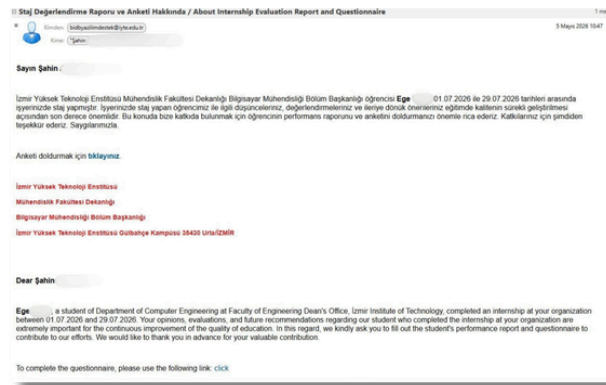 Staj Değerlendirme Raporu ve Anketi Hakkında / About Internship Evaluation Report and Questionnaire
1 me
Kimden: bidbyazilimdestek@iyte.edu.tr
5 Mayıs 2026 10:47
Kime: "Şahin
Sayın Şahin
İzmir Yüksek Teknoloji Enstitüsü Mühendislik Fakültesi Dekanlığı Bilgisayar Mühendisliği Bölüm Başkanlığı öğrencisi Ege 01.07.2026 ile 29.07.2026 tarihleri arasında
işyerinizde staj yapmıştır. İşyerinizde staj yapan öğrencimiz ile ilgili düşünceleriniz, değerlendirmeleriniz ve ileriye dönük önerileriniz eğitimde kalitenin sürekli geliştirilmesi
açısından son derece önemlidir. Bu konuda bize katkıda bulunmak için öğrencinin performans raporunu ve anketini doldurmanızı önemle rica ederiz. Katkılarınız için şimdiden
teşekkür ederiz. Saygılarımızla.
Anketi doldurmak için tıklayınız.
İzmir Yüksek Teknoloji Enstitüsü
Mühendislik Fakültesi Dekanlığı
Bilgisayar Mühendisliği Bölüm Başkanlığı
İzmir Yüksek Teknoloji Enstitüsü Gülbahçe Kampüsü 35430 Urla/İZMİR
Dear Şahin
Ege , a student of Department of Computer Engineering at Faculty of Engineering Dean's Office, İzmir Institute of Technology, completed an internship at your organization
between 01.07.2026 and 29.07.2026. Your opinions, evaluations, and future recommendations regarding our student who completed the internship at your organization are
extremely important for the continuous improvement of the quality of education. In this regard, we kindly ask you to fill out the student's performance report and questionnaire to
contribute to our efforts. We would like to thank you in advance for your valuable contribution.
To complete the questionnaire, please use the following link: click